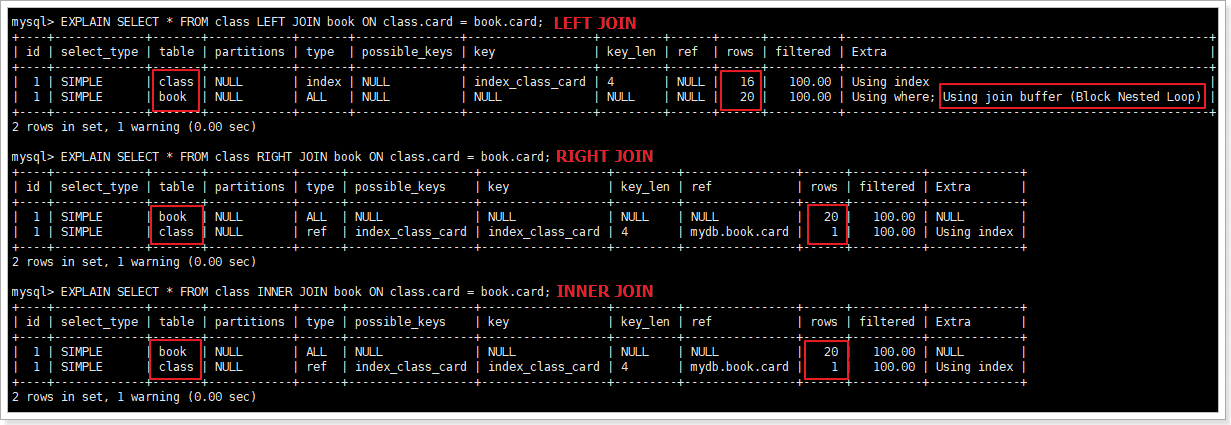 mysql> EXPLAIN SELECT * FROM class LEFT JOIN book ON class.card = book.card; LEFT JOIN
+----+-------------+-------+------------+-------+---------------+------------------+---------+------+------+----------+----------------------------------------------------+
| id | select_type | table | partitions | type | possible_keys | key | key_len | ref | rows | filtered | Extra |
| 1 | SIMPLE | class | NULL | index | NULL | index_class_card | 4 | NULL | 16 | 100.00 | Using index |
| 1 | SIMPLE | book | NULL | ALL | NULL | NULL | NULL | NULL | 20 | 100.00 | Using where; Using join buffer (Block Nested Loop) |
2 rows in set, 1 warning (0.00 sec)
mysql> EXPLAIN SELECT * FROM class RIGHT JOIN book ON class.card = book.card; RIGHT JOIN
| id | select_type | table | partitions | type | possible_keys | key | key_len | ref | rows | filtered | Extra |
| 1 | SIMPLE | book | NULL | ALL | NULL | NULL | NULL | NULL | 20 | 100.00 | NULL |
| 1 | SIMPLE | class | NULL | ref | index_class_card | index_class_card | 4 | mydb.book.card | 1 | 100.00 | Using index |
2 rows in set, 1 warning (0.00 sec)
mysql> EXPLAIN SELECT * FROM class INNER JOIN book ON class.card = book.card; INNER JOIN
| id | select_type | table | partitions | type | possible_keys | key | key_len | ref | rows | filtered | Extra |
| 1 | SIMPLE | book | NULL | ALL | NULL | NULL | NULL | NULL | 20 | 100.00 | NULL |
| 1 | SIMPLE | class | NULL | ref | index_class_card | index_class_card | 4 | mydb.book.card | 1 | 100.00 | Using index |
2 rows in set, 1 warning (0.00 sec)